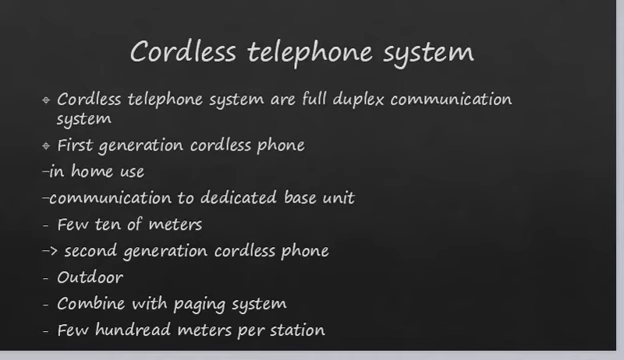 Cordless telephone system
⌖ Cordless telephone system are full duplex communication
system
⌖ First generation cordless phone
-in home use
-communication to dedicated base unit
- Few ten of meters
-> second generation cordless phone
- Outdoor
- Combine with paging system
- Few hundread meters per station